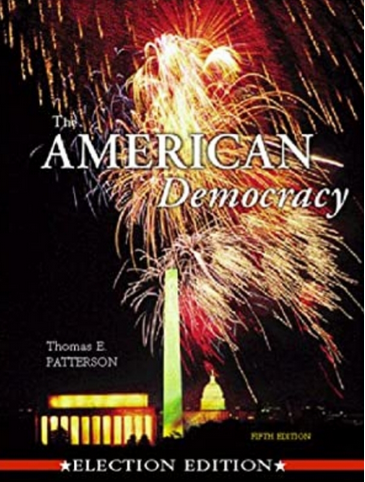 The
AMERICAN
Democracy
Thomas E.
PATTERSON
FIFTH EDITION
★ELECTION EDITION★